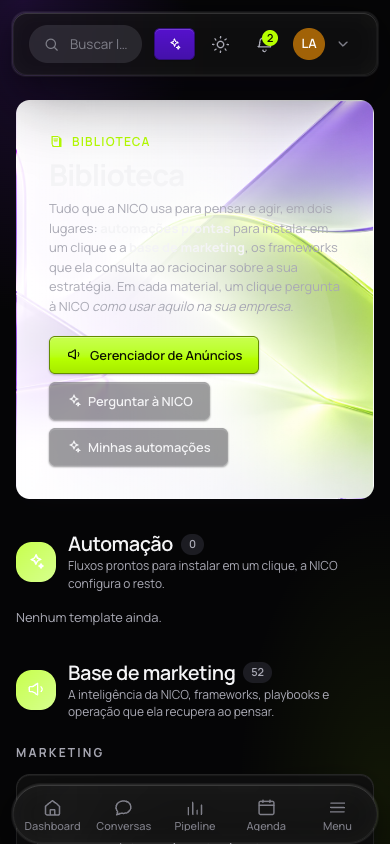 Buscar l...
2
LA
BIBLIOTECA
Biblioteca
Tudo que a NICO usa para pensar e agir, em dois
lugares: automações prontas para instalar em
um clique e a base de marketing, os frameworks
que ela consulta ao raciocinar sobre a sua
estratégia. Em cada material, um clique pergunta
à NICO como usar aquilo na sua empresa.
Gerenciador de Anúncios
Perguntar à NICO
Minhas automações
Automação 0
Fluxos prontos para instalar em um clique, a NICO
configura o resto.
Nenhum template ainda.
Base de marketing 52
A inteligência da NICO, frameworks, playbooks e
operação que ela recupera ao pensar.
MARKETING
Dashboard Conversas Pipeline Agenda Menu